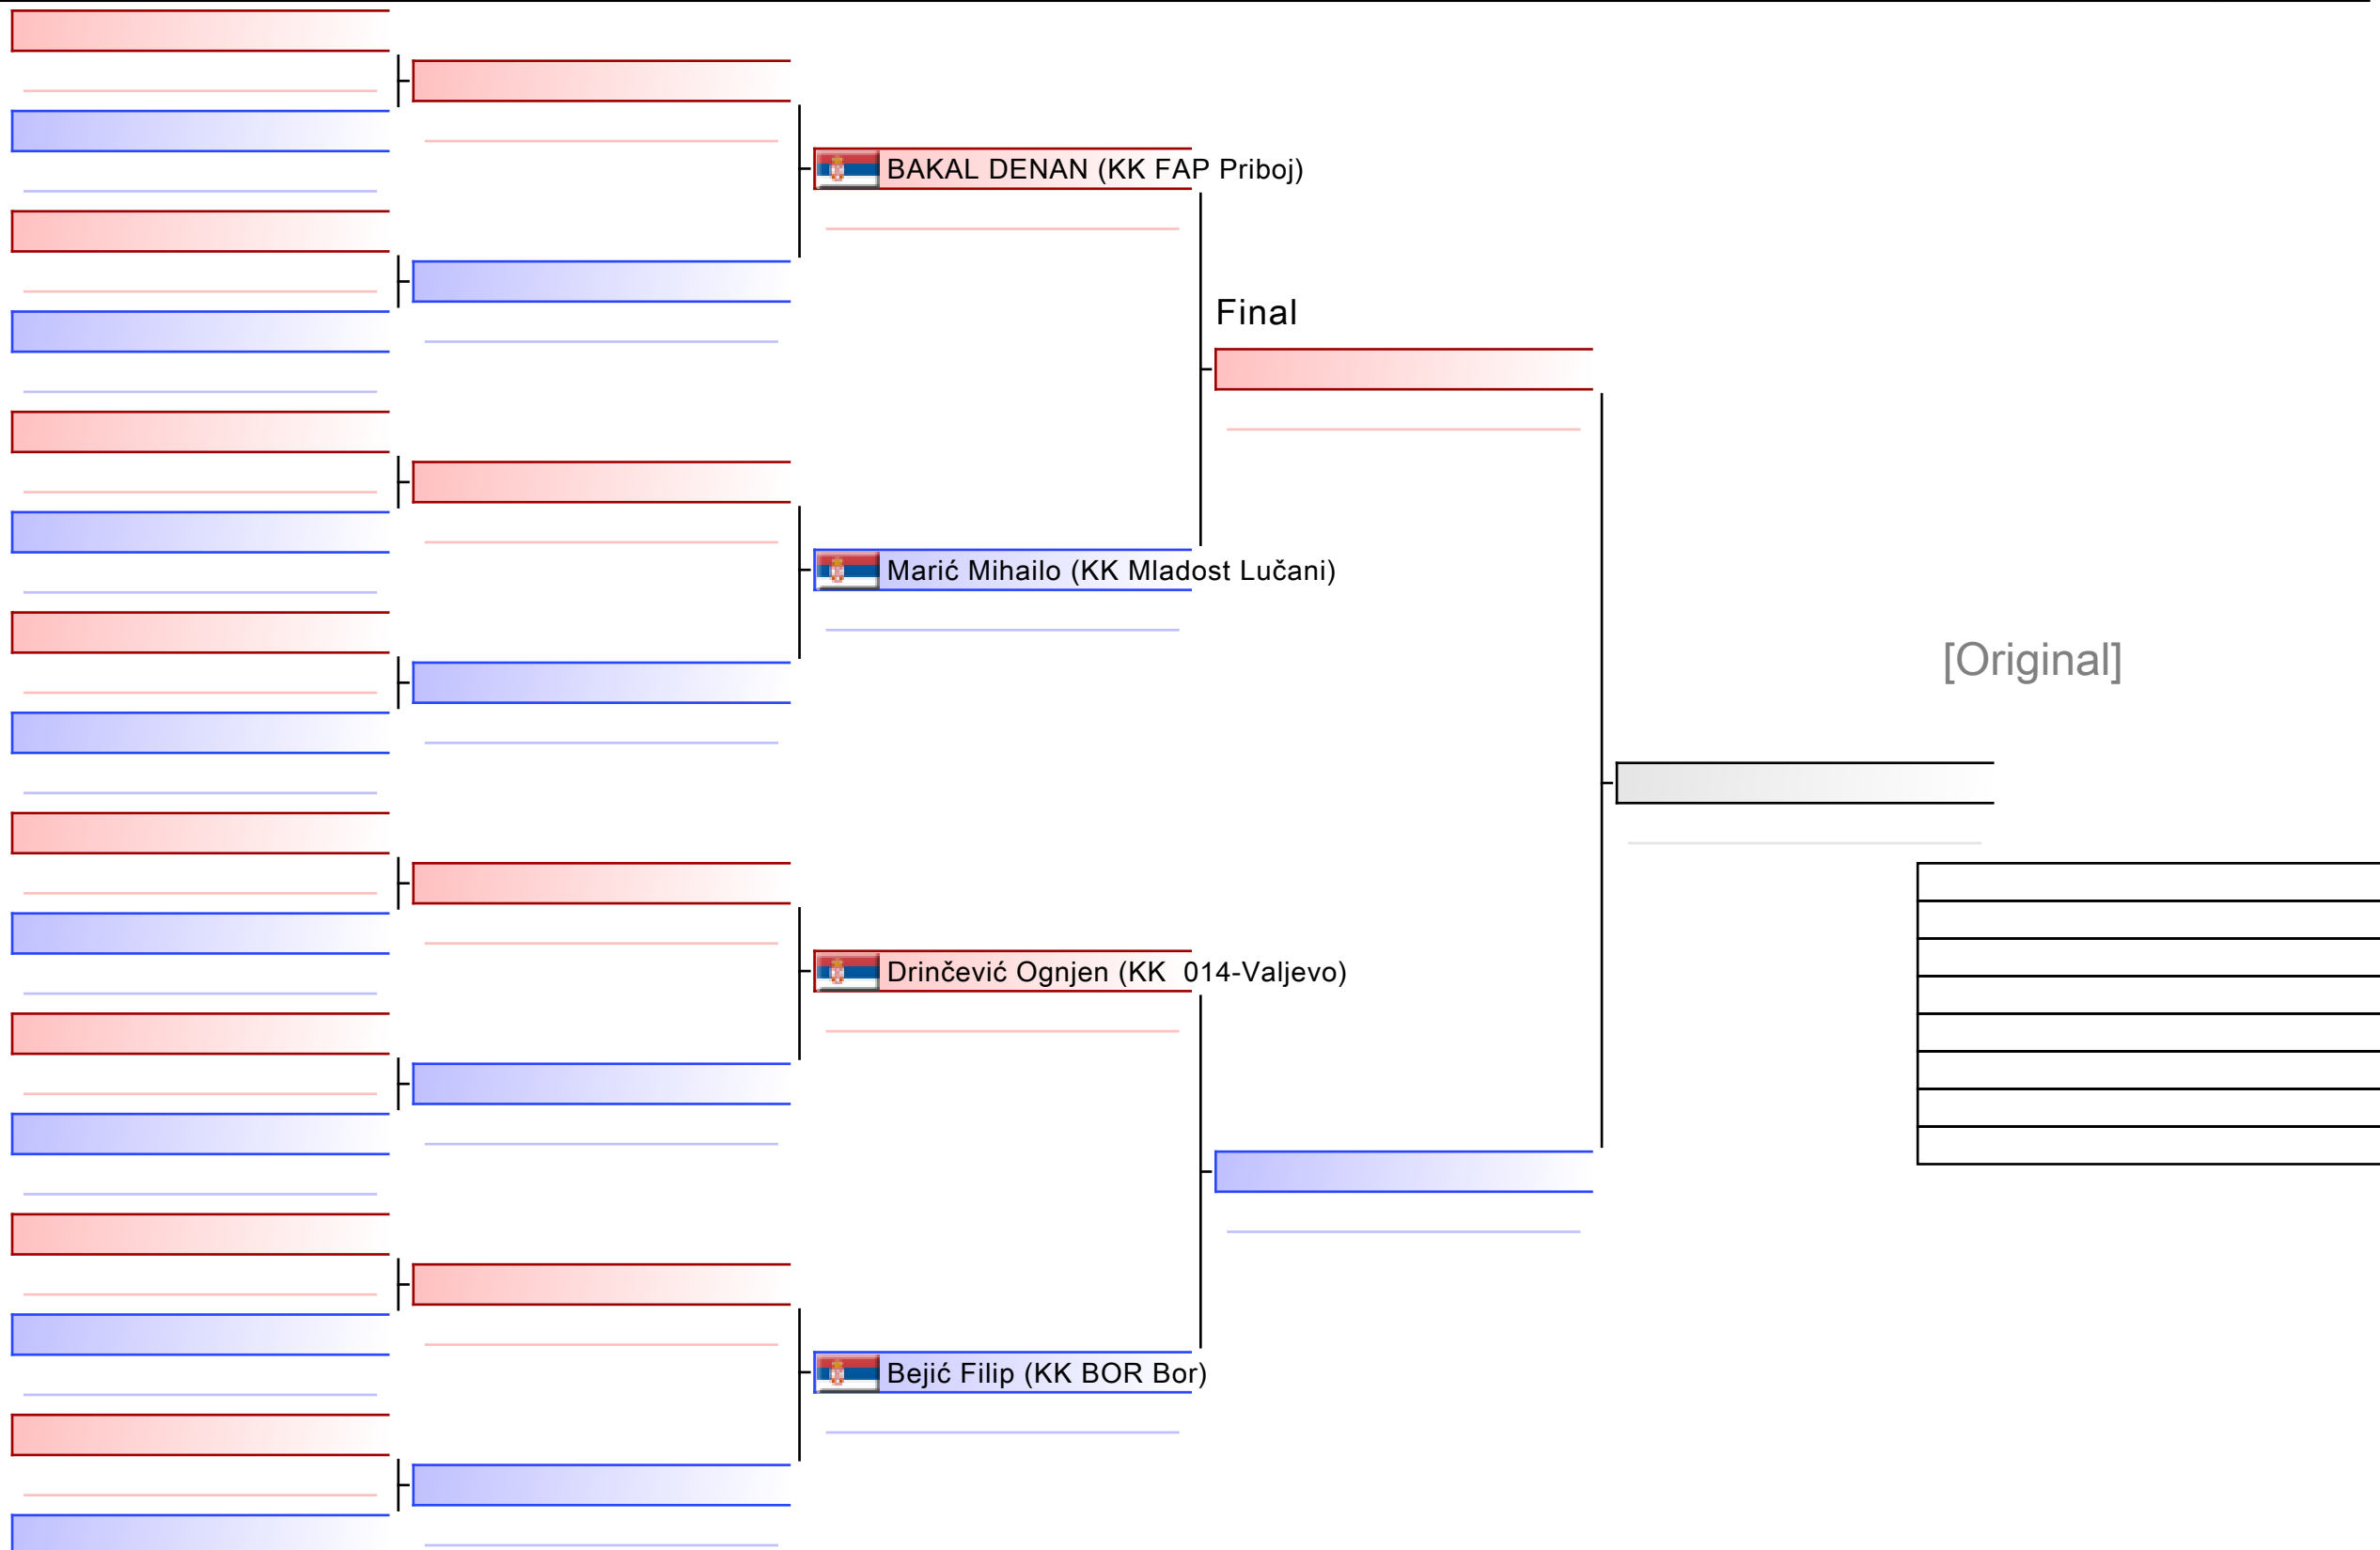 BAKAL DENAN (KK FAP Priboj)
Final
Marić Mihailo (KK Mladost Lučani)
[Original]
Drinčević Ognjen (KK  014-Valjevo)
Bejić Filip (KK BOR Bor)